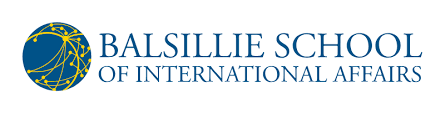 BALSILLIE SCHOOL
OF INTERNATIONAL AFFAIRS